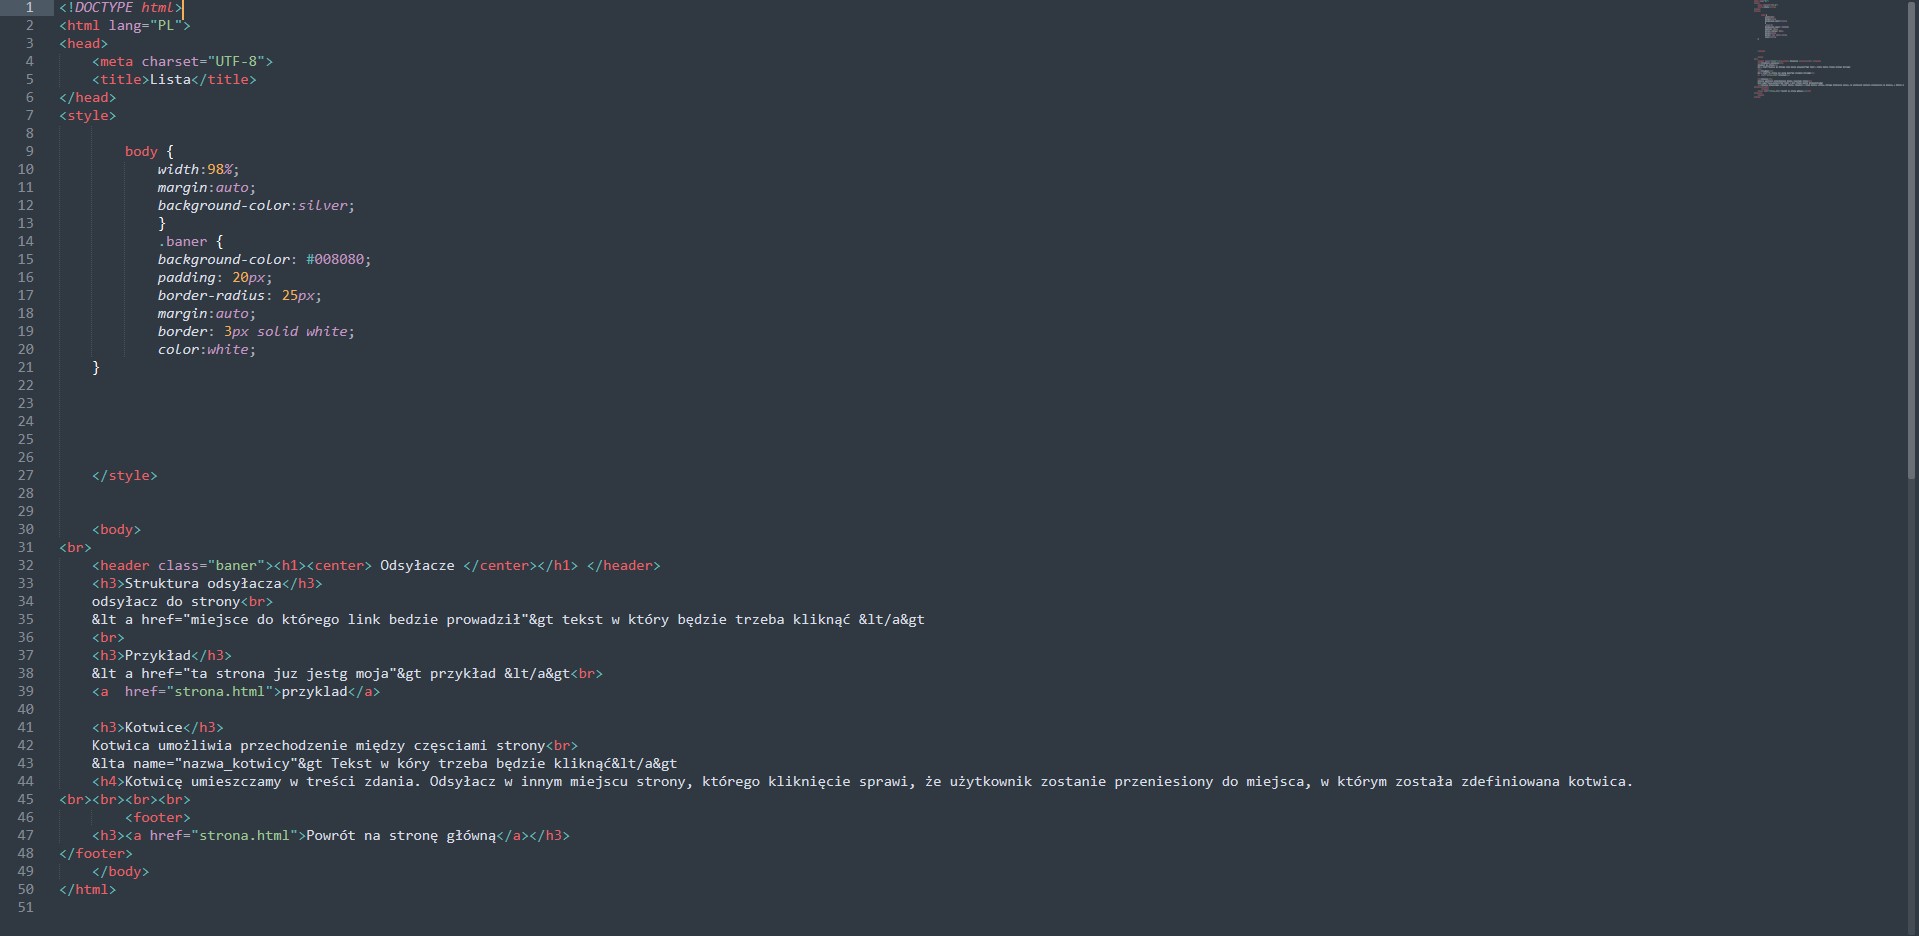 1 <!DOCTYPE html>
2 <html lang="PL">
3 <head>
4 <meta charset="UTF-8">
5 <title>Lista</title>
6 </head>
7 <style>
8
9 body {
10 width:98%;
11 margin:auto;
12 background-color:silver;
13 }
14 .baner {
15 background-color: #008080;
16 padding: 20px;
17 border-radius: 25px;
18 margin:auto;
19 border: 3px solid white;
20 color:white;
21 }
22
23
24
25
26
27 </style>
28
29
30 <body>
31 <br>
32 <header class="baner"><h1><center> Odsyłacze </center></h1> </header>
33 <h3>Struktura odsyłacza</h3>
34 odsyłacz do strony<br>
35 &lt a href="miejsce do którego link bedzie prowadził"&gt tekst w który będzie trzeba kliknąć &lt/a&gt
36 <br>
37 <h3>Przykład</h3>
38 &lt a href="ta strona juz jestg moja"&gt przykład &lt/a&gt<br>
39 <a  href="strona.html">przyklad</a>
40
41 <h3>Kotwice</h3>
42 Kotwica umożliwia przechodzenie między częsciami strony<br>
43 &lta name="nazwa_kotwicy"&gt Tekst w kóry trzeba będzie kliknąć&lt/a&gt
44 <h4>Kotwicę umieszczamy w treści zdania. Odsyłacz w innym miejscu strony, którego kliknięcie sprawi, że użytkownik zostanie przeniesiony do miejsca, w którym została zdefiniowana kotwica.
45 <br><br><br><br>
46 <footer>
47 <h3><a href="strona.html">Powrót na stronę główną</a></h3>
48 </footer>
49 </body>
50 </html>
51